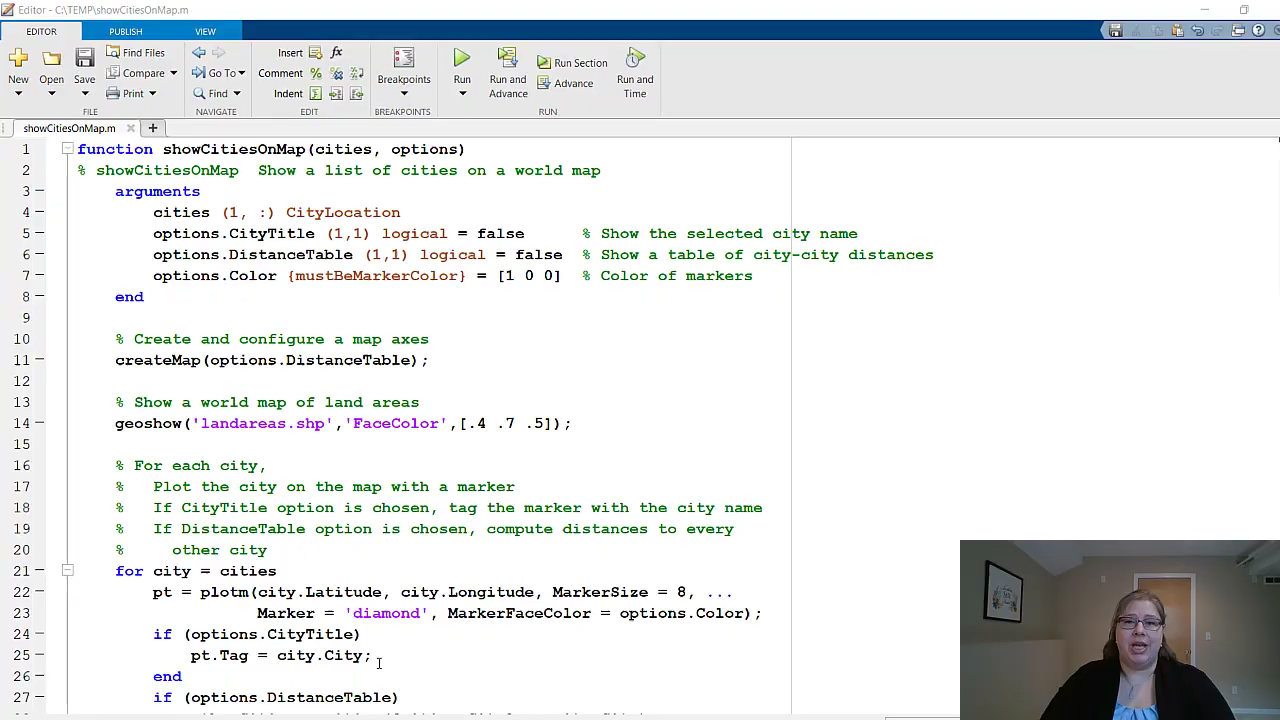 Editor - C:\TEMP\showCitiesOnMap.m
EDITOR PUBLISH VIEW
New Open Save Find Files Compare Print
Go To Find
Insert fx
Comment
Indent
Breakpoints
Run Run and Advance Run Section Advance Run and Time
FILE NAVIGATE EDIT BREAKPOINTS RUN
showCitiesOnMap.m
1 function showCitiesOnMap(cities, options)
2 % showCitiesOnMap  Show a list of cities on a world map
3 arguments
4 cities (1, :) CityLocation
5 options.CityTitle (1,1) logical = false % Show the selected city name
6 options.DistanceTable (1,1) logical = false % Show a table of city-city distances
7 options.Color {mustBeMarkerColor} = [1 0 0] % Color of markers
8 end
9
10 % Create and configure a map axes
11 createMap(options.DistanceTable);
12
13 % Show a world map of land areas
14 geoshow('landareas.shp','FaceColor',[.4 .7 .5]);
15
16 % For each city,
17 % Plot the city on the map with a marker
18 % If CityTitle option is chosen, tag the marker with the city name
19 % If DistanceTable option is chosen, compute distances to every
20 % other city
21 for city = cities
22 pt = plotm(city.Latitude, city.Longitude, MarkerSize = 8, ...
23 Marker = 'diamond', MarkerFaceColor = options.Color);
24 if (options.CityTitle)
25 pt.Tag = city.City;
26 end
27 if (options.DistanceTable)